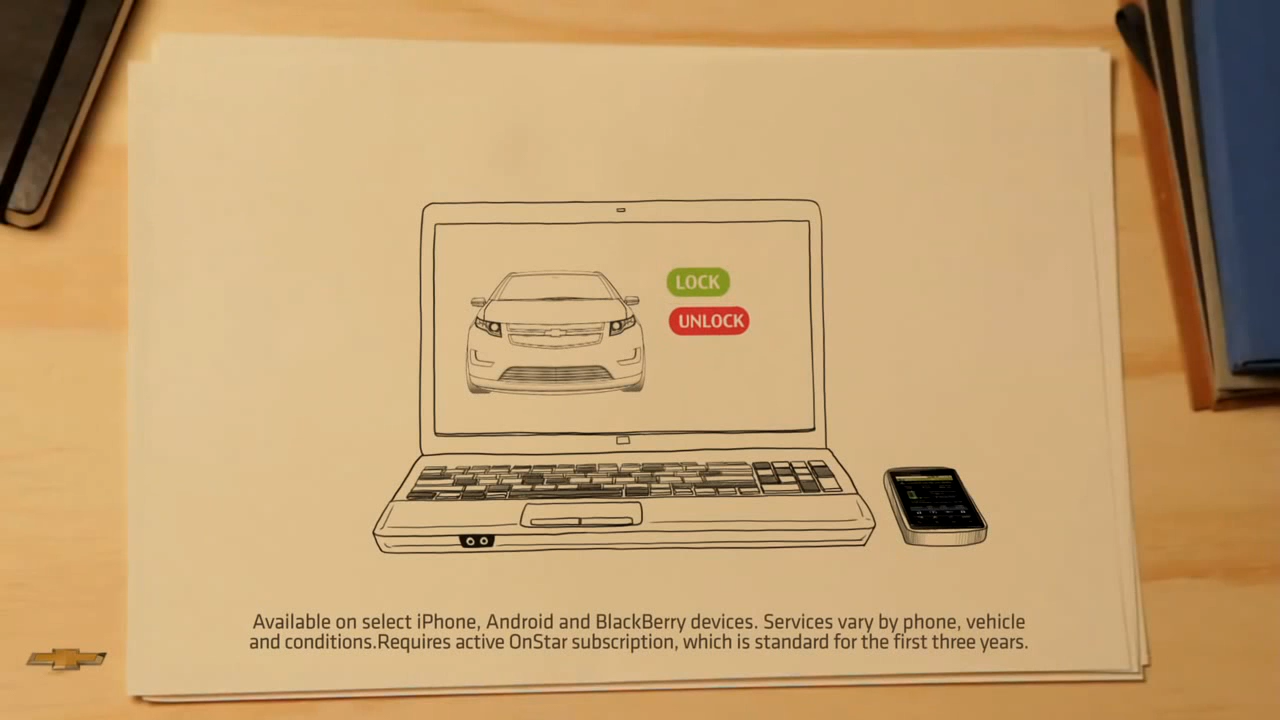 LOCK
UNLOCK
Available on select iPhone, Android and BlackBerry devices. Services vary by phone, vehicle
and conditions.Requires active OnStar subscription, which is standard for the first three years.